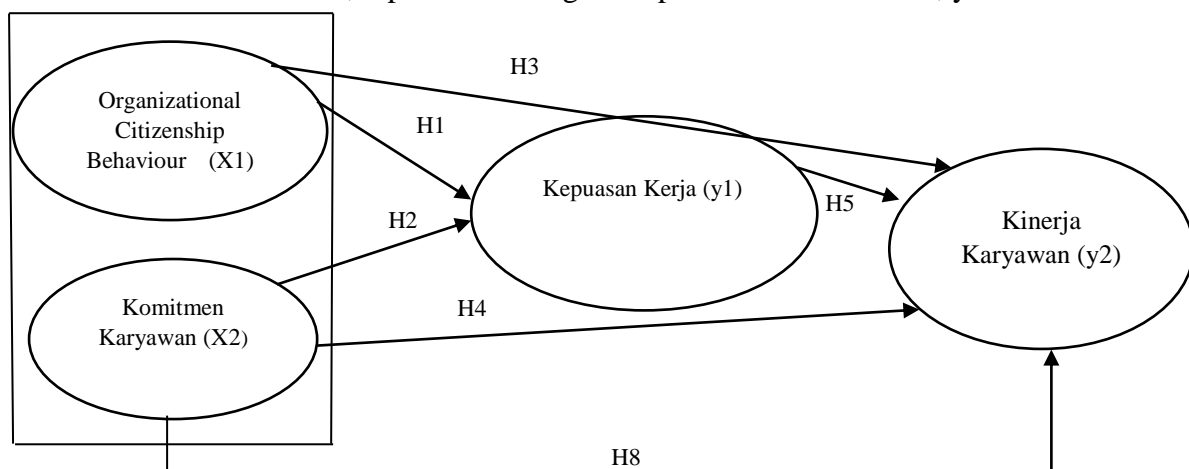 H3
Organizational
Citizenship
Behaviour (X1)
H1
Kepuasan Kerja (y1)
H5
H2
Kinerja
Karyawan (y2)
Komitmen
Karyawan (X2)
H4
H8